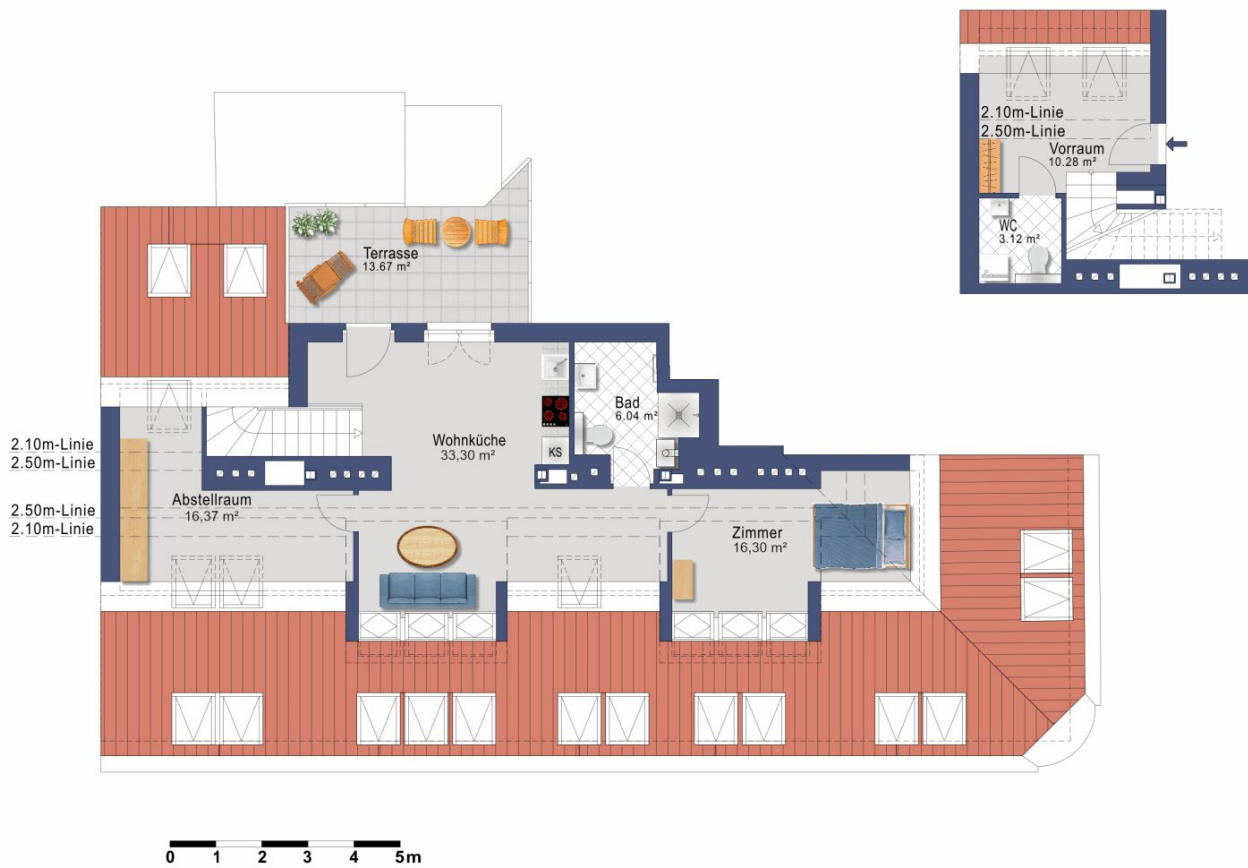 2.10m-Linie
2.50m-Linie
Vorraum
10.28 m²
WC
3.12 m²
Terrasse
13.67 m²
Bad
6.04 m²
Wohnküche
33,30 m²
KS
2.10m-Linie
2.50m-Linie
Abstellraum
16,37 m²
2.50m-Linie
2.10m-Linie
Zimmer
16,30 m²
0 1 2 3 4 5m